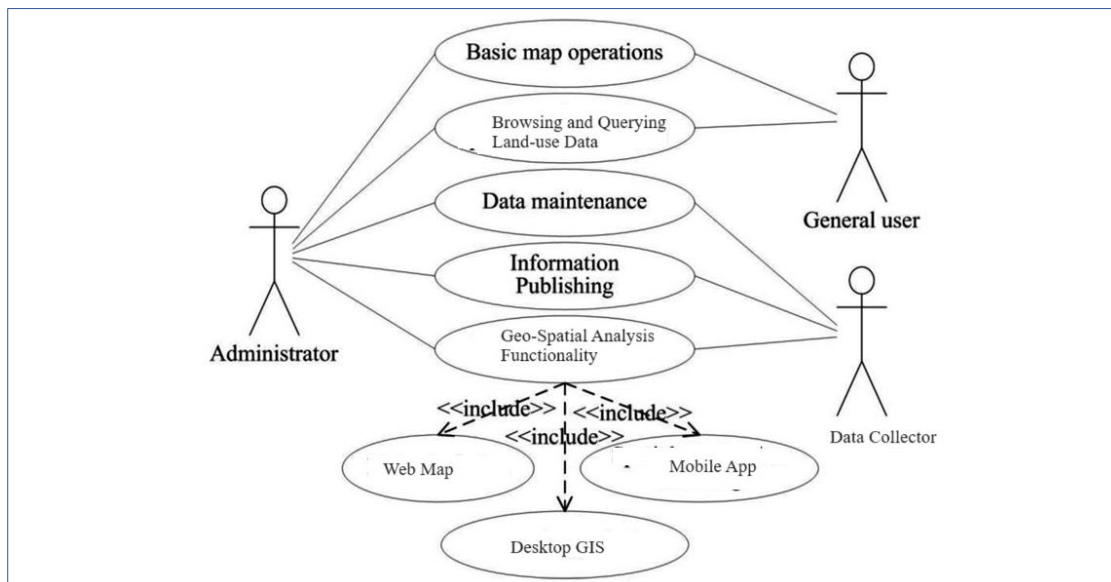 Basic map operations
Browsing and Querying
Land-use Data
Data maintenance
General user
Information
Publishing
Geo-Spatial Analysis
Functionality
Administrator
<<include>>
<<include>>
<<include>>
Data Collector
Web Map
Mobile App
Desktop GIS